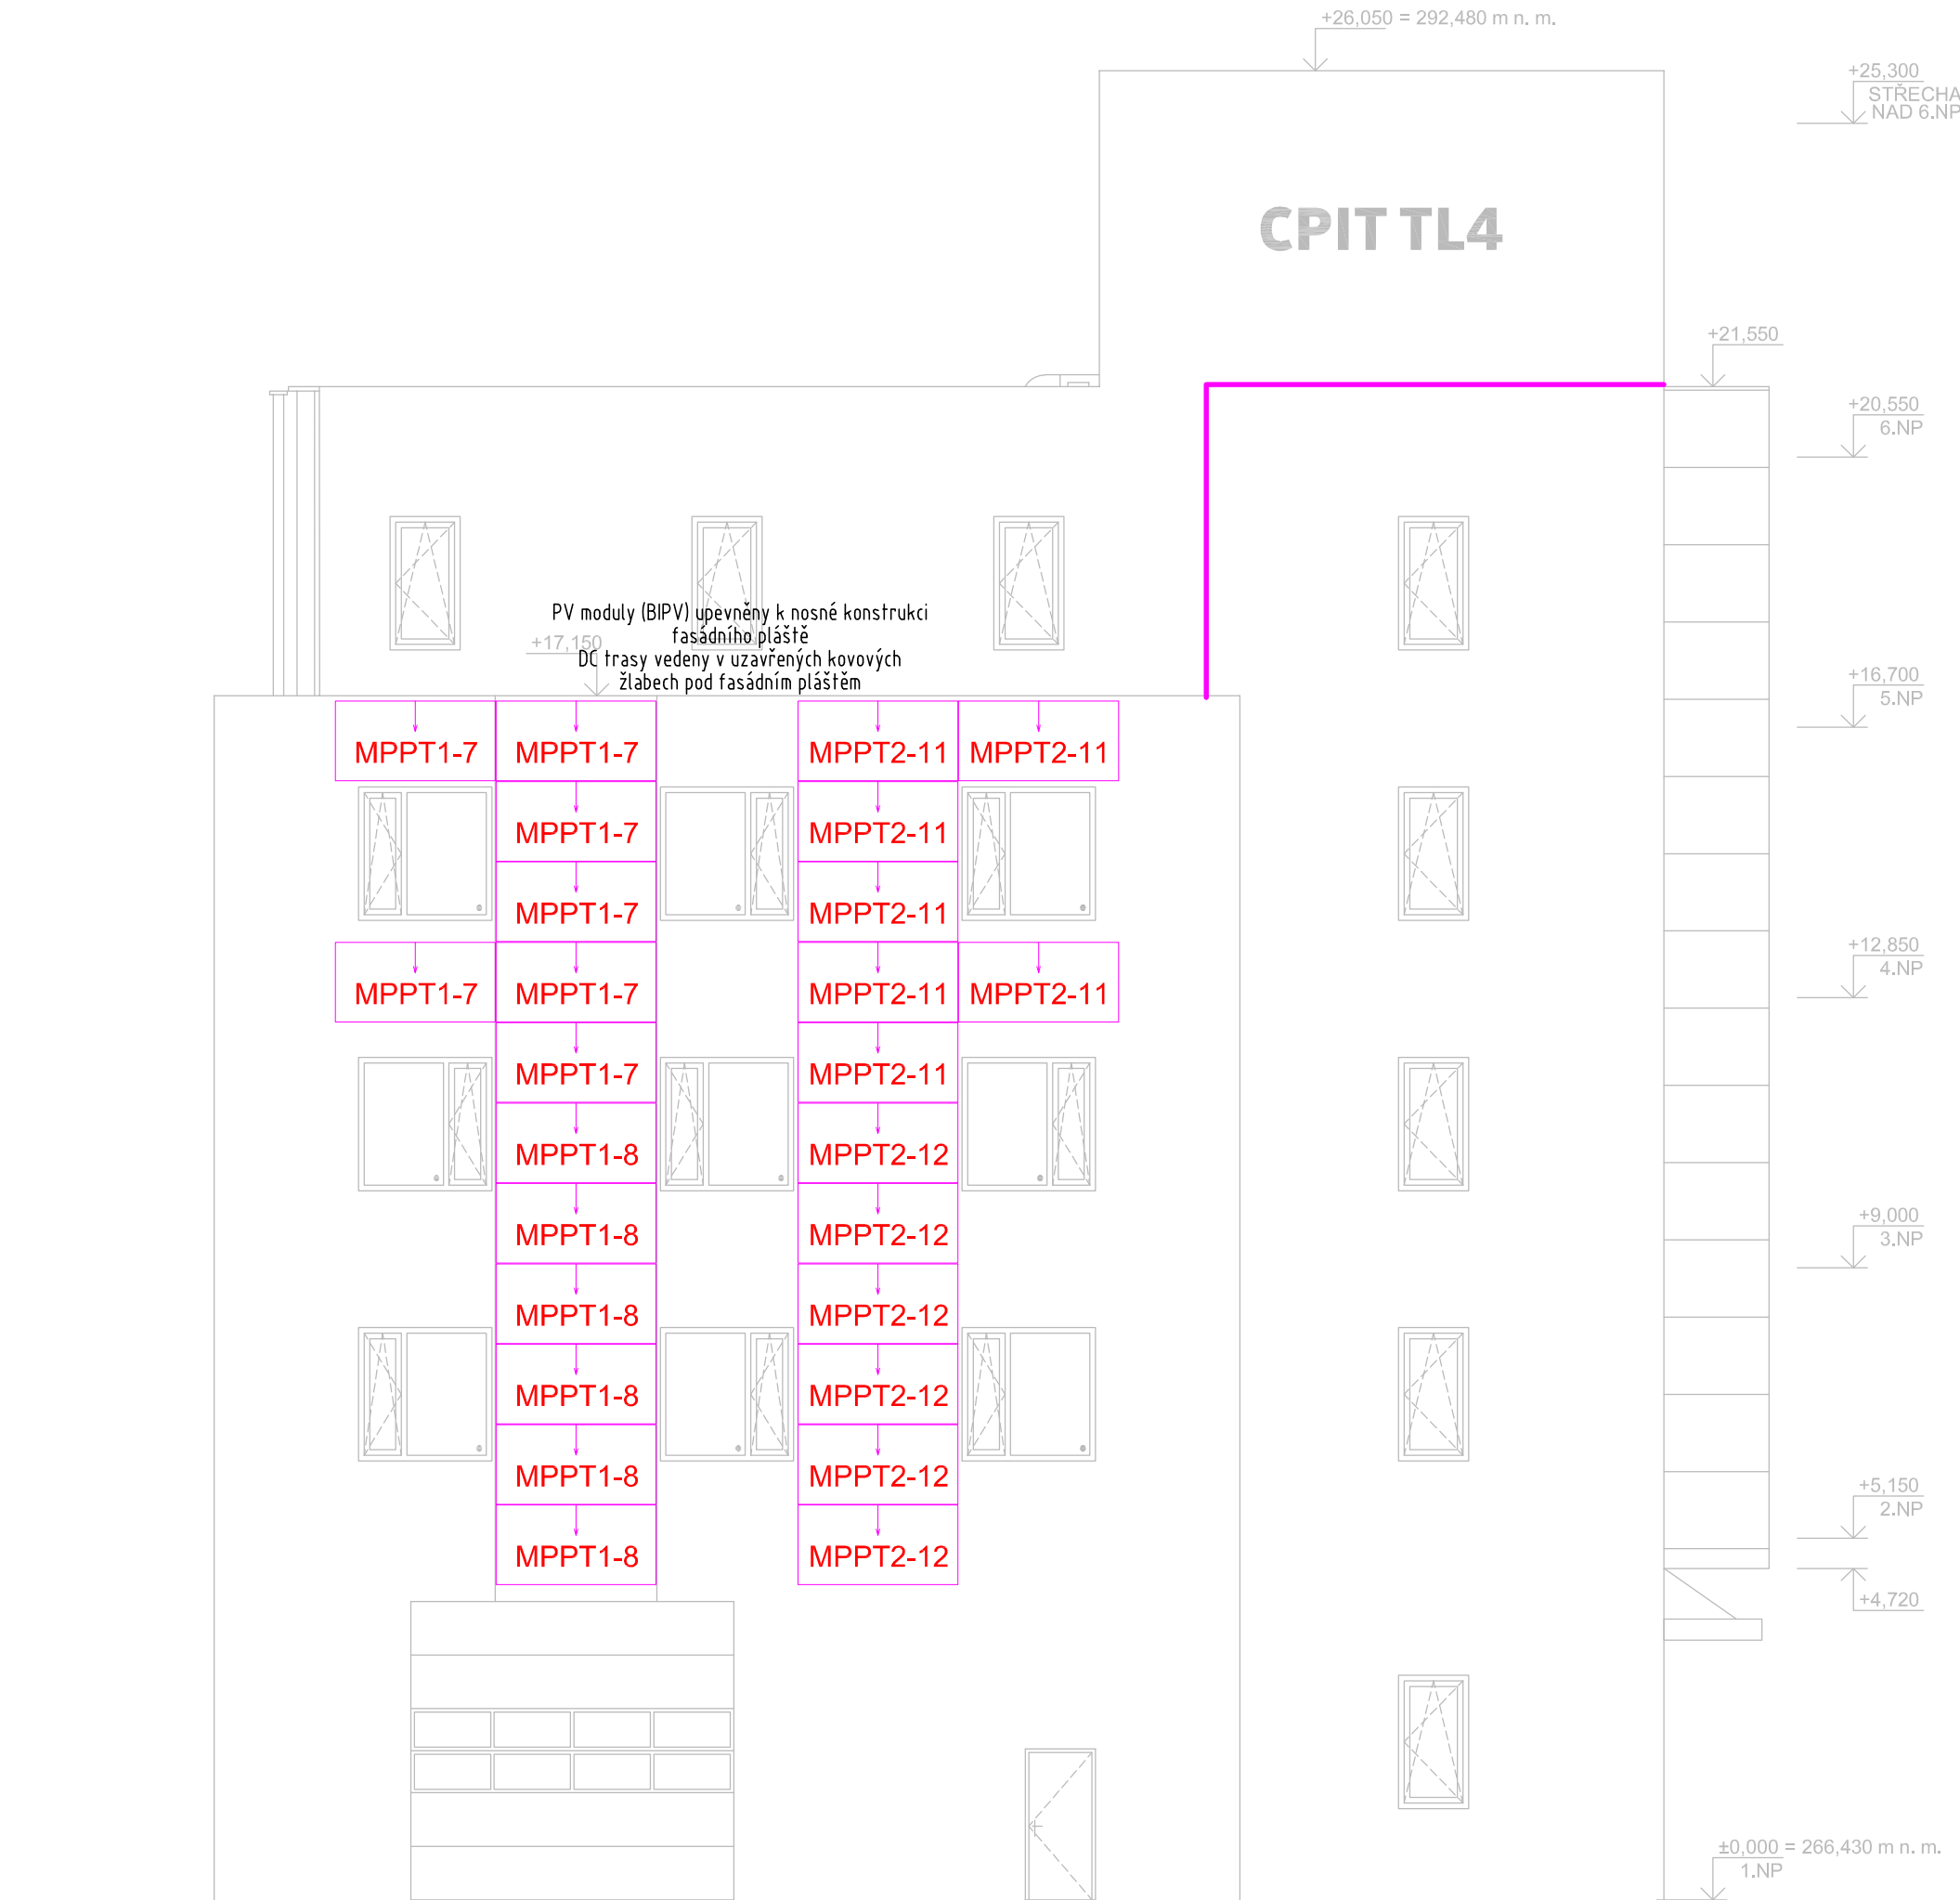 +26,050 = 292,480 m n. m.
+25,300
STŘECHA
NAD 6.NP
CPIT TL4
+21,550
+20,550
6.NP
PV moduly (BIPV) upevněny k nosné konstrukci
fasádního pláště
+17,150
DC trasy vedeny v uzavřených kovových
žlabech pod fasádním pláštěm
+16,700
5.NP
MPPT1-7 MPPT1-7 MPPT2-11 MPPT2-11
MPPT1-7 MPPT2-11
MPPT1-7 MPPT2-11
+12,850
4.NP
MPPT1-7 MPPT1-7 MPPT2-11 MPPT2-11
MPPT1-7 MPPT2-11
MPPT1-8 MPPT2-12
+9,000
3.NP
MPPT1-8 MPPT2-12
MPPT1-8 MPPT2-12
MPPT1-8 MPPT2-12
MPPT1-8 MPPT2-12
+5,150
2.NP
MPPT1-8 MPPT2-12
+4,720
±0,000 = 266,430 m n. m.
1.NP